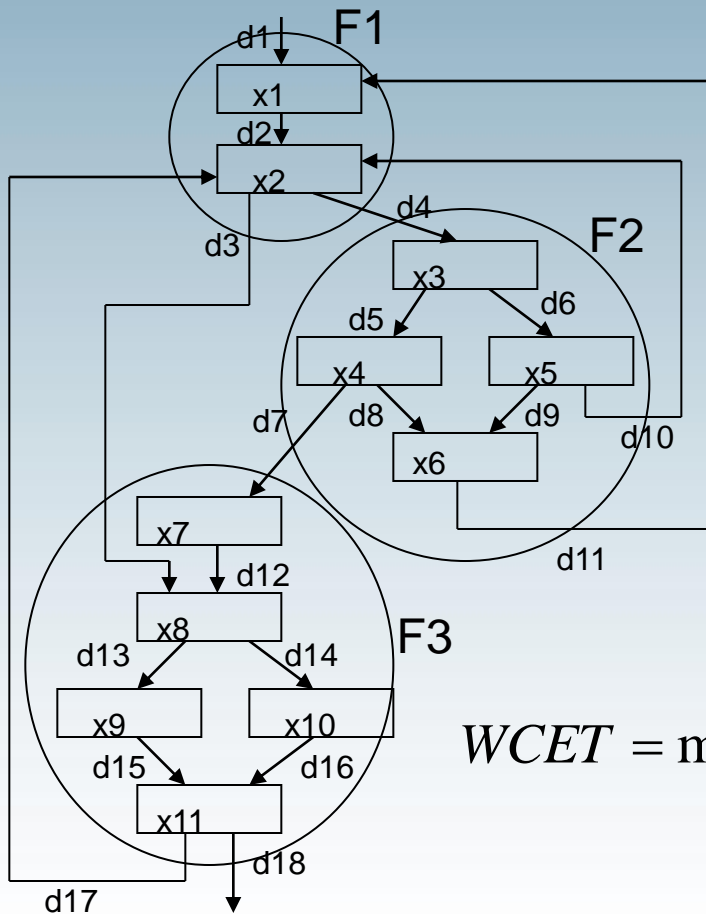 d1 F1
x1
d2
x2
d3 d4
F2
x3
d5 d6
x4 x5
d7 d8 d9 d10
x6
x7
d11
d12
x8
F3
d13 d14
x9 x10
WCET = m
d15 d16
x11
d18
d17